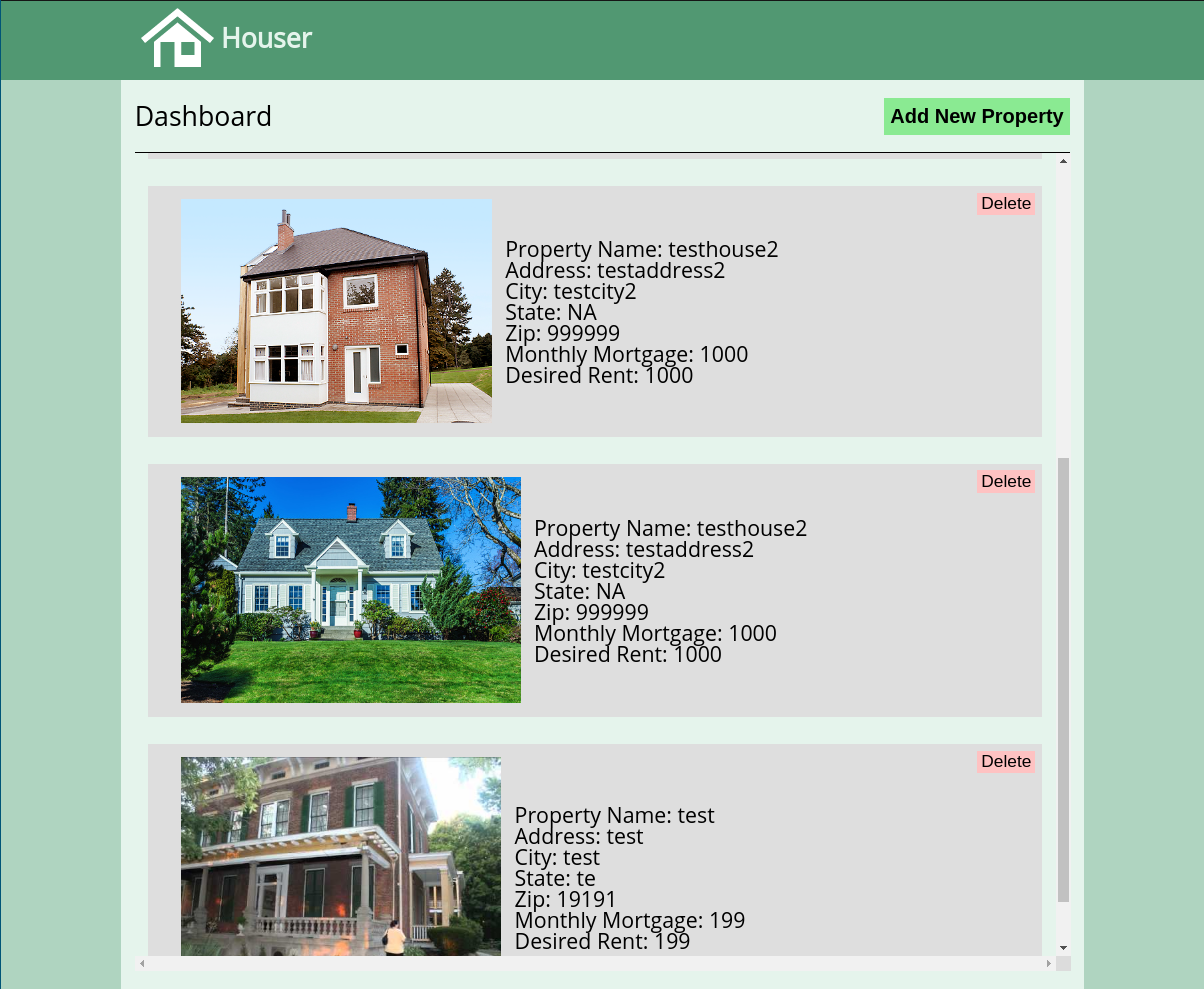 Houser
Dashboard
Add New Property
Delete
Property Name: testhouse2
Address: testaddress2
City: testcity2
State: NA
Zip: 999999
Monthly Mortgage: 1000
Desired Rent: 1000
Delete
Property Name: testhouse2
Address: testaddress2
City: testcity2
State: NA
Zip: 999999
Monthly Mortgage: 1000
Desired Rent: 1000
Delete
Property Name: test
Address: test
City: test
State: te
Zip: 19191
Monthly Mortgage: 199
Desired Rent: 199